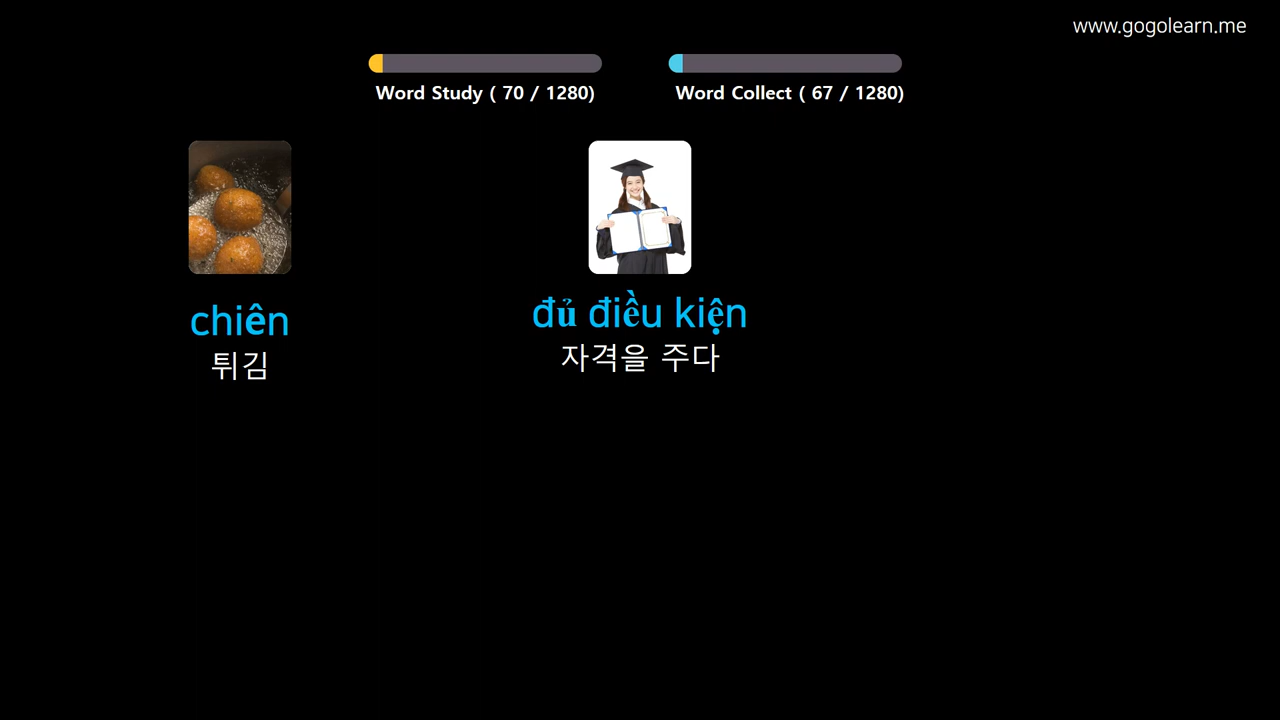 www.gogolearn.me
Word Study ( 70 / 1280)
Word Collect ( 67 / 1280)
chiên
튀김
đủ điều kiện
자격을 주다